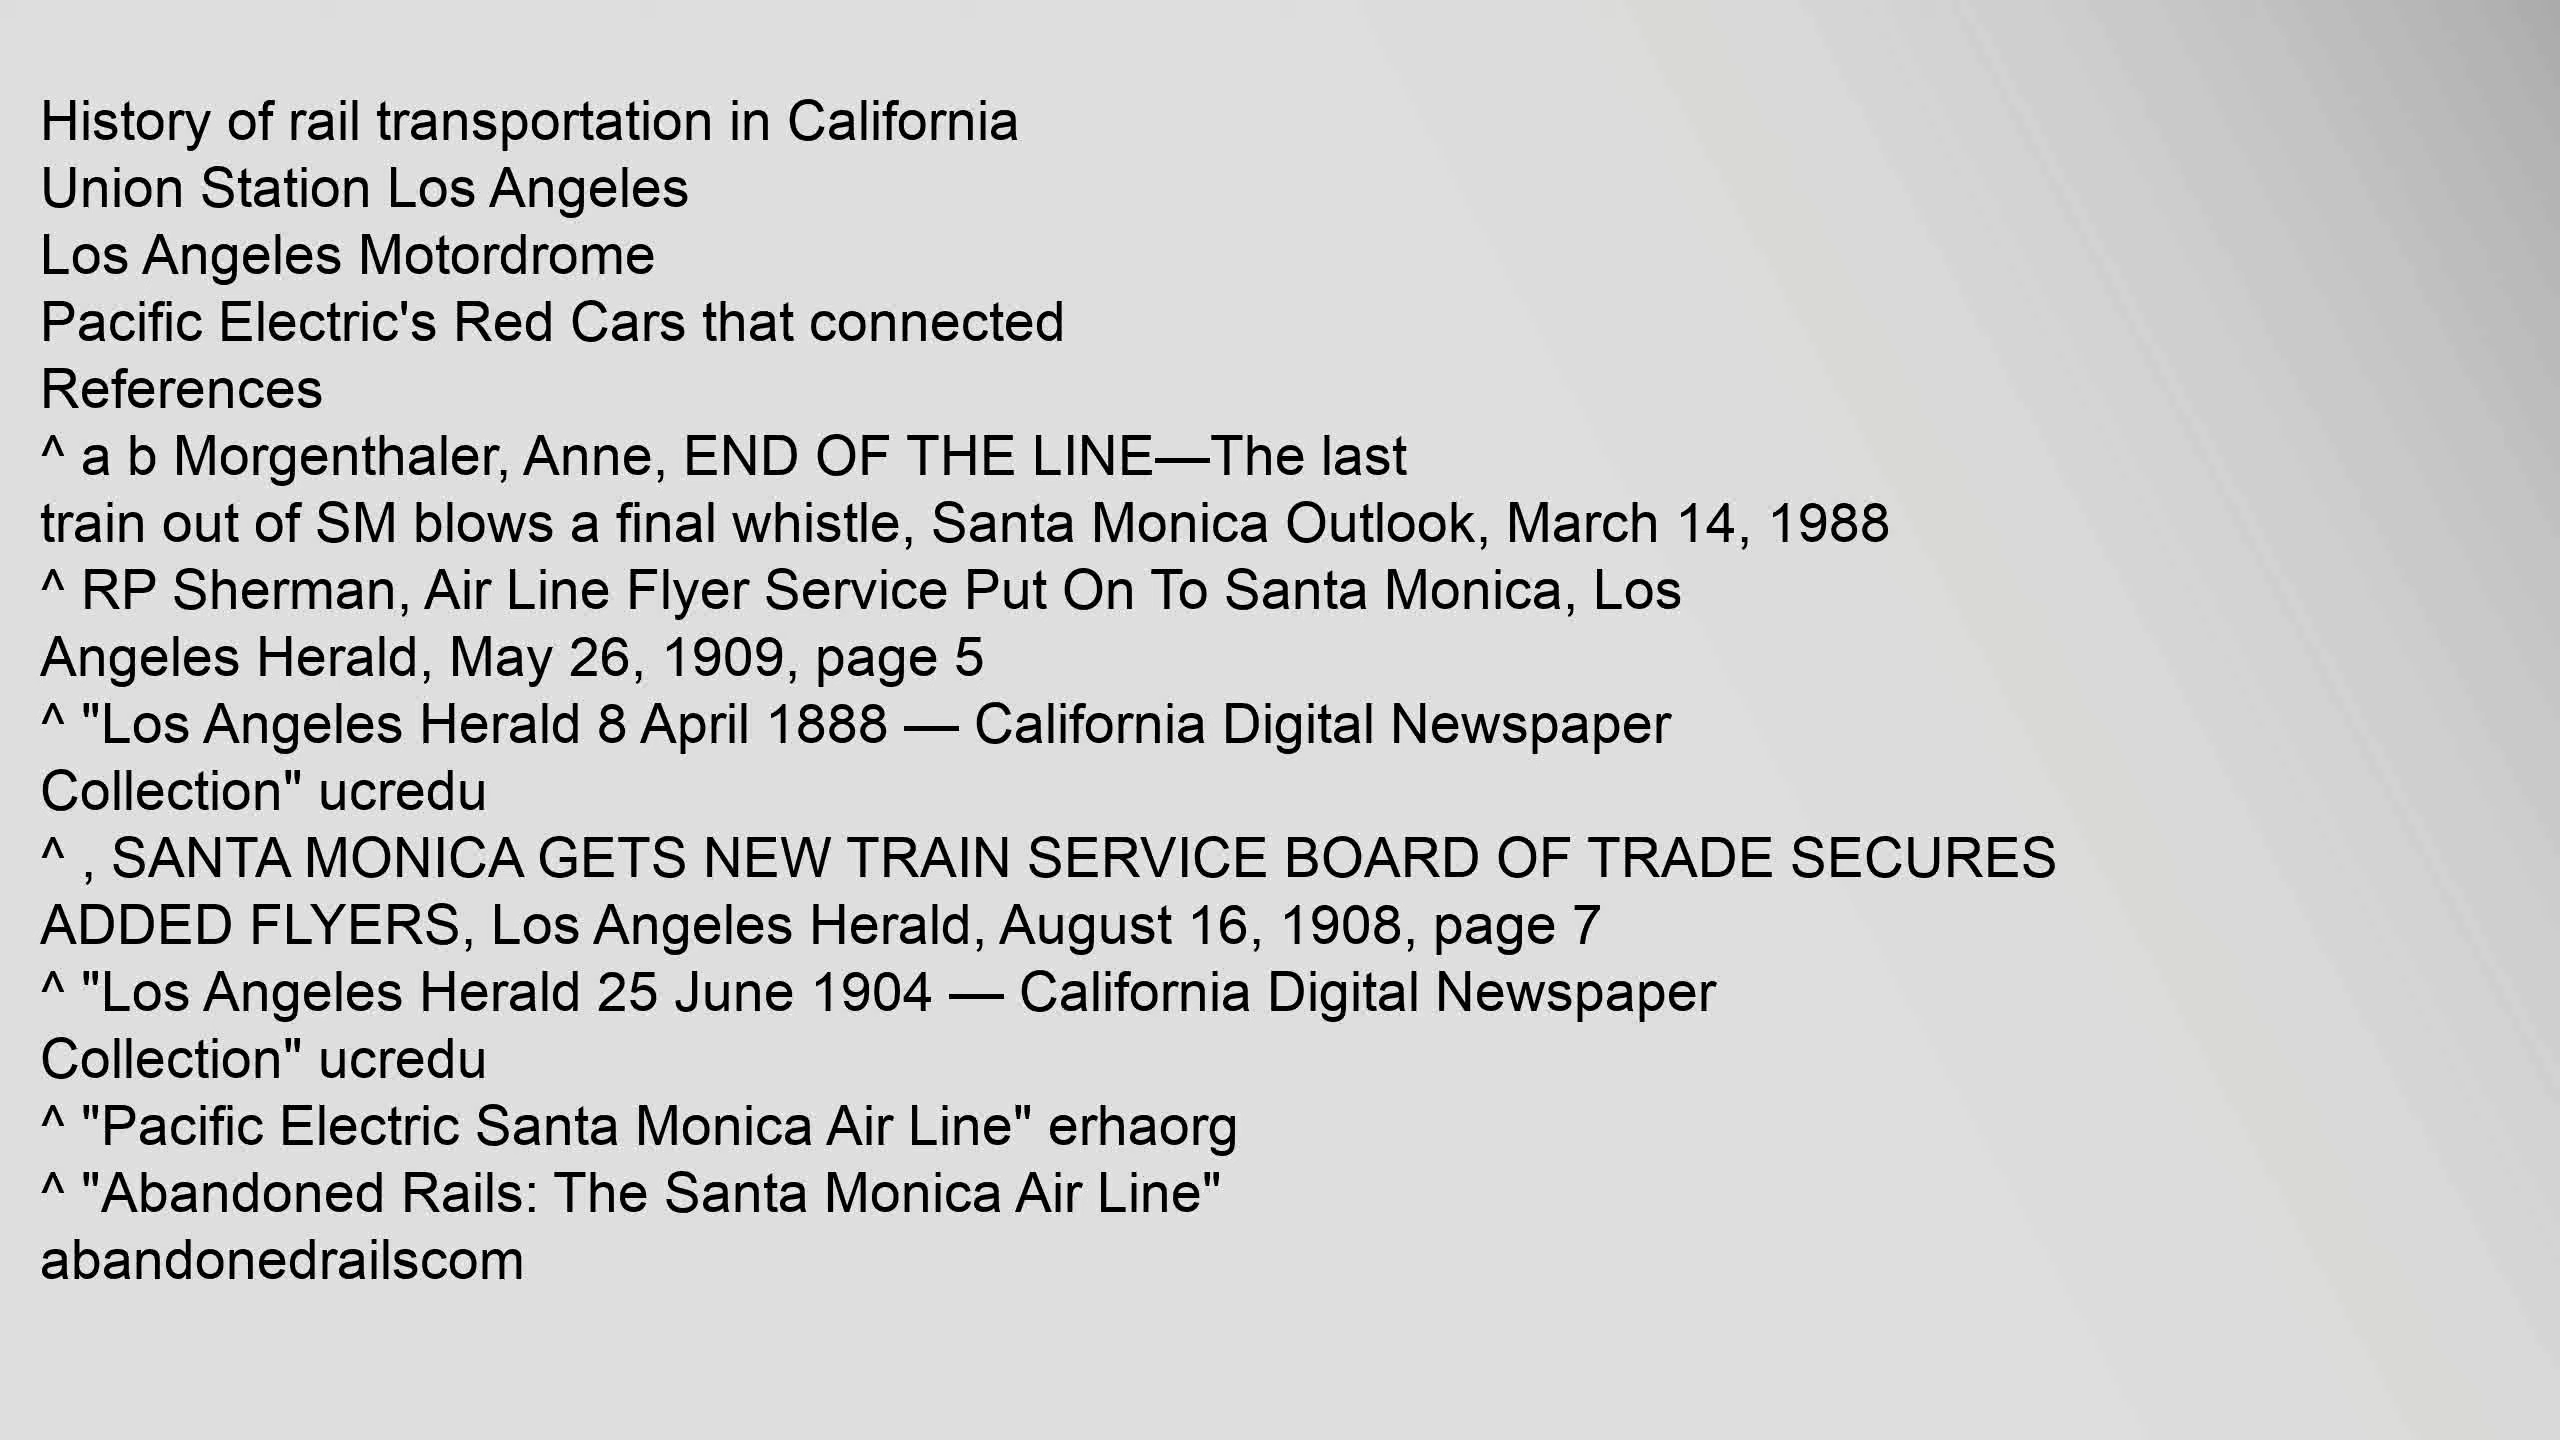 History of rail transportation in California
Union Station Los Angeles
Los Angeles Motordrome
Pacific Electric's Red Cars that connected
References
^ a b Morgenthaler, Anne, END OF THE LINE—The last
train out of SM blows a final whistle, Santa Monica Outlook, March 14, 1988
^ RP Sherman, Air Line Flyer Service Put On To Santa Monica, Los
Angeles Herald, May 26, 1909, page 5
^ "Los Angeles Herald 8 April 1888 — California Digital Newspaper
Collection" ucredu
^ , SANTA MONICA GETS NEW TRAIN SERVICE BOARD OF TRADE SECURES
ADDED FLYERS, Los Angeles Herald, August 16, 1908, page 7
^ "Los Angeles Herald 25 June 1904 — California Digital Newspaper
Collection" ucredu
^ "Pacific Electric Santa Monica Air Line" erhaorg
^ "Abandoned Rails: The Santa Monica Air Line"
abandonedrailscom